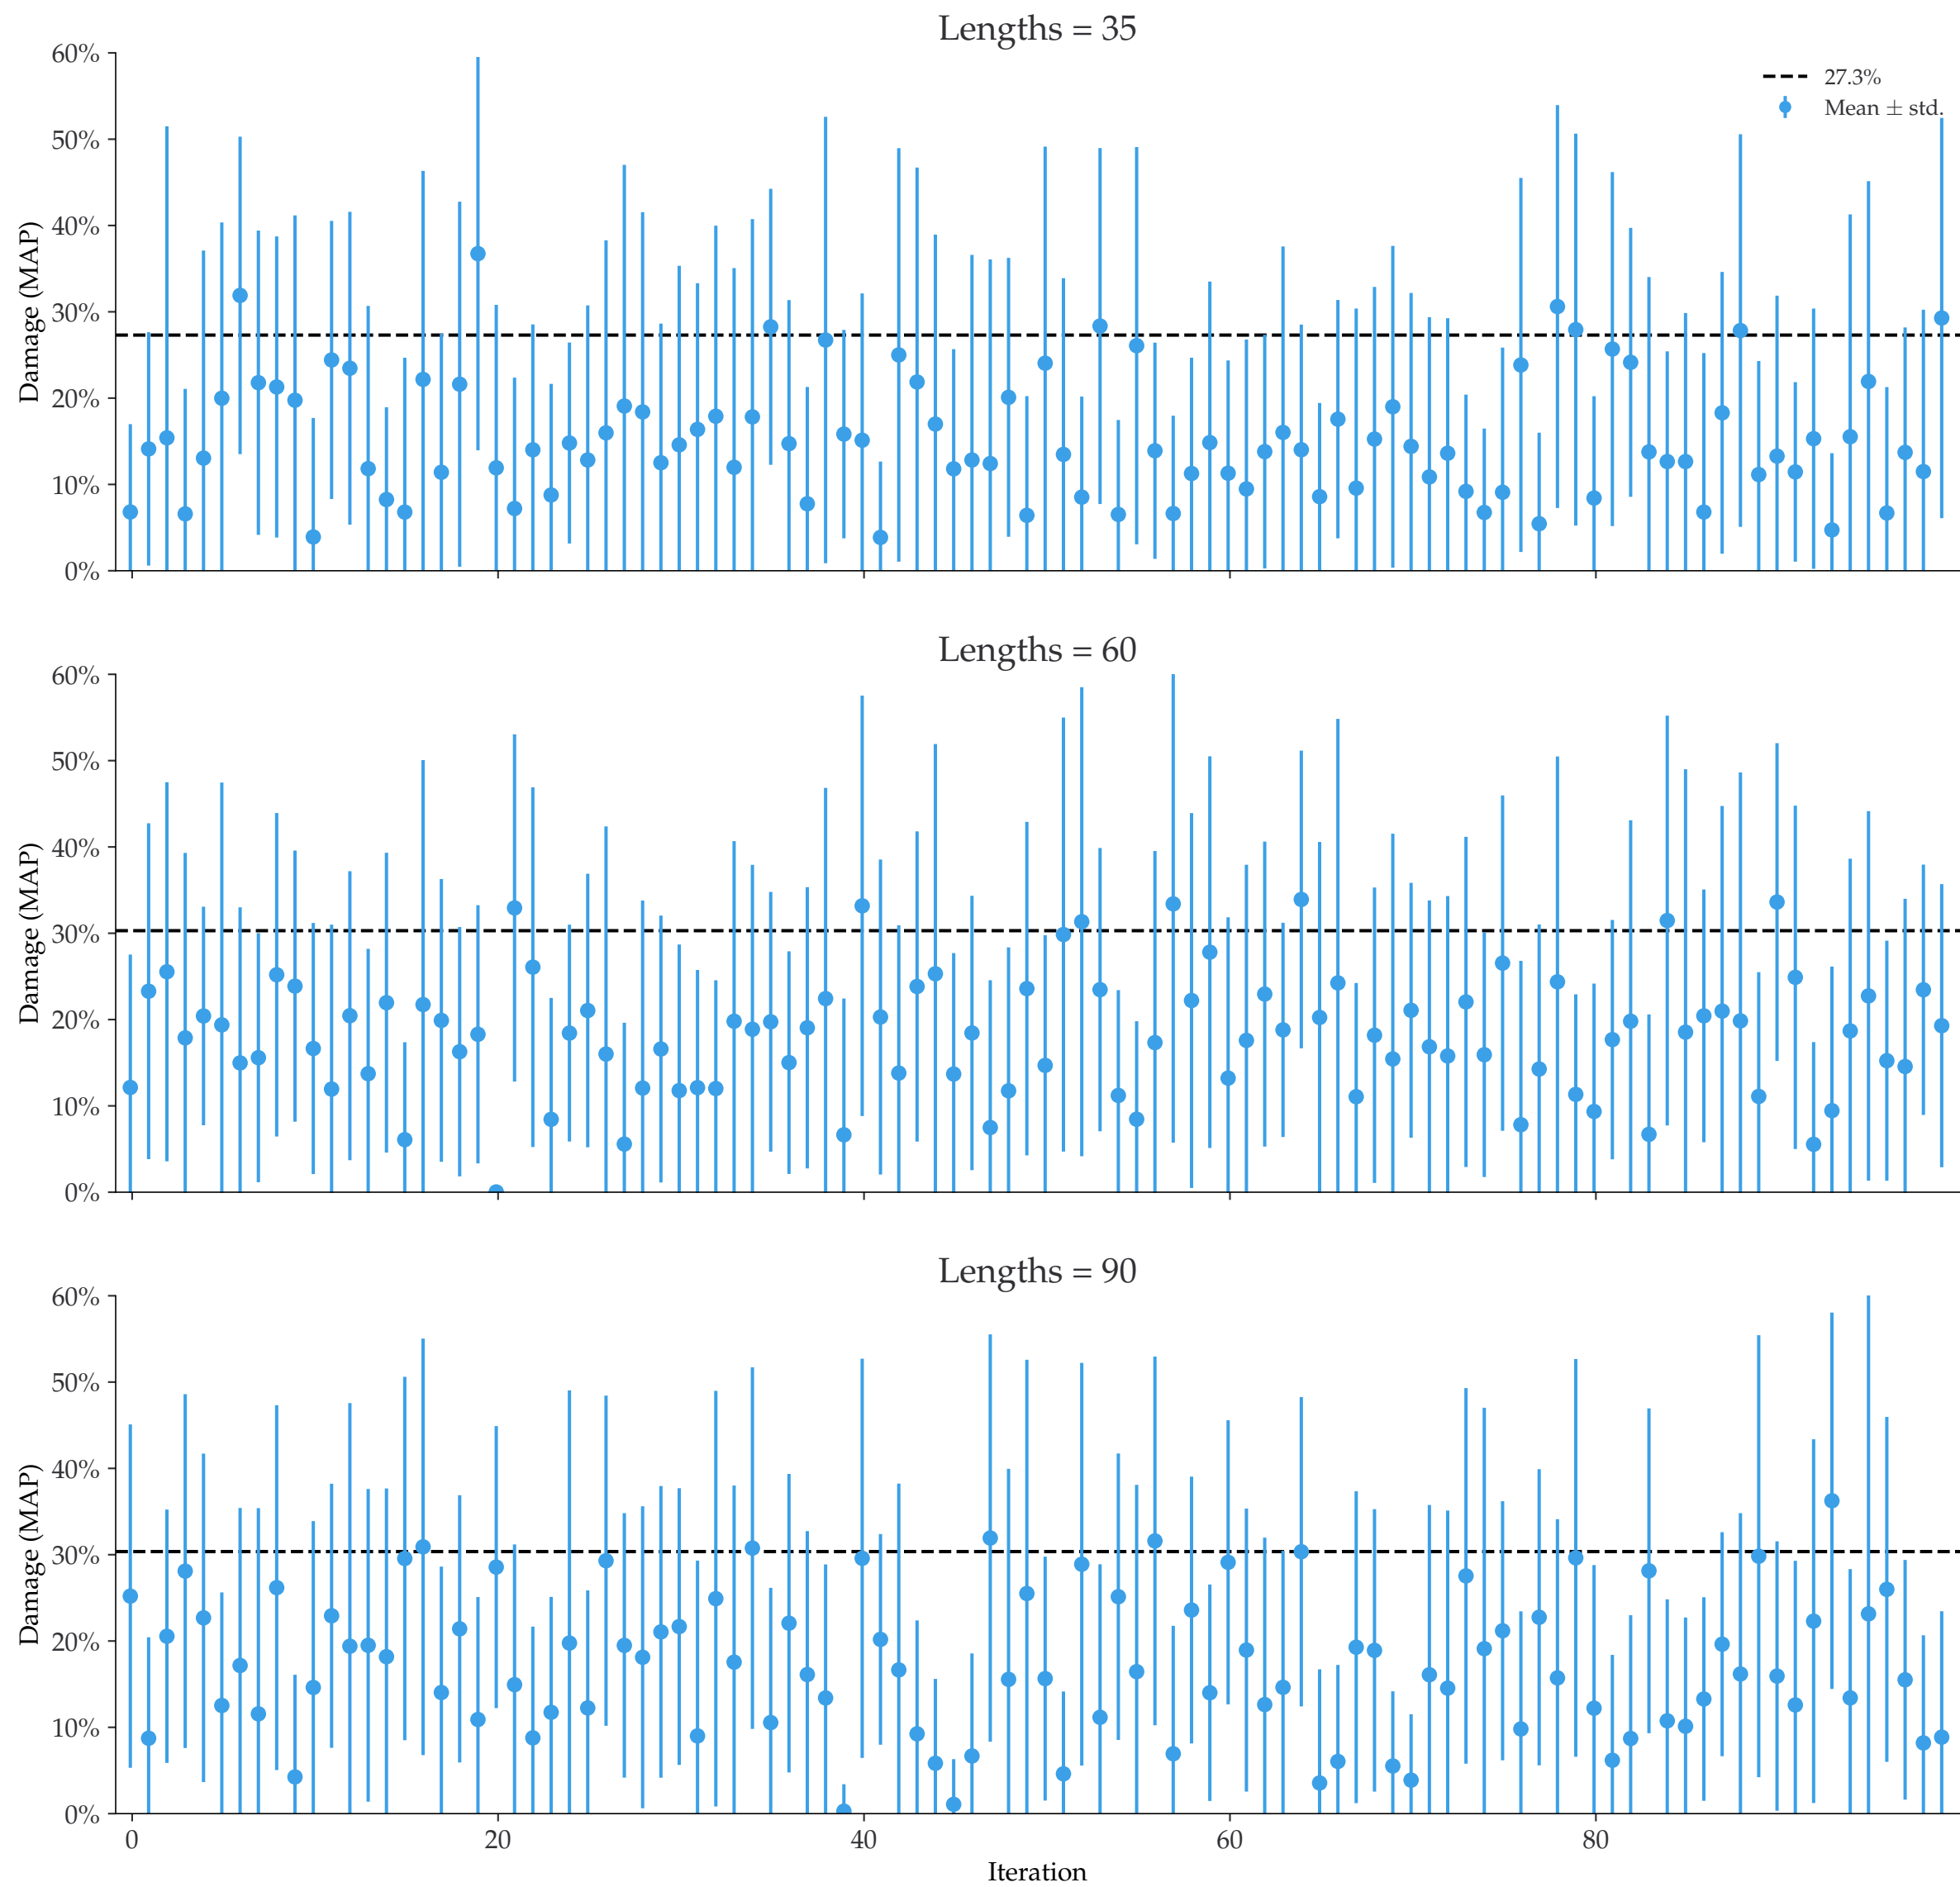 Lengths = 35
60%
50%
40%
30%
20%
10%
0%
Damage (MAP)
27.3%
Mean ± std.
Lengths = 60
60%
50%
40%
30%
20%
10%
0%
Damage (MAP)
Lengths = 90
60%
50%
40%
30%
20%
10%
0%
Damage (MAP)
0 20 40 60 80
Iteration